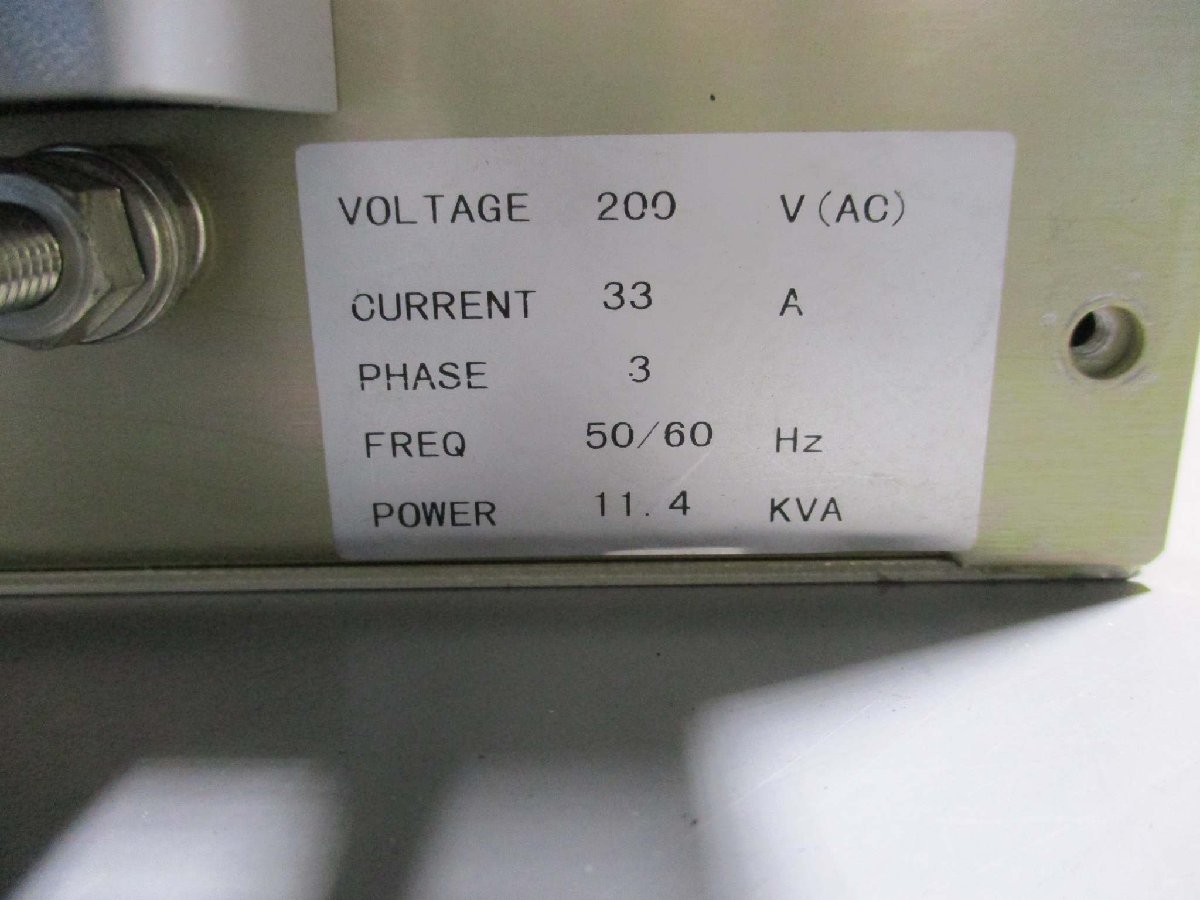 VOLTAGE 200 V(AC)
CURRENT 33 A
PHASE 3
FREQ 50/60 Hz
POWER 11.4 KVA